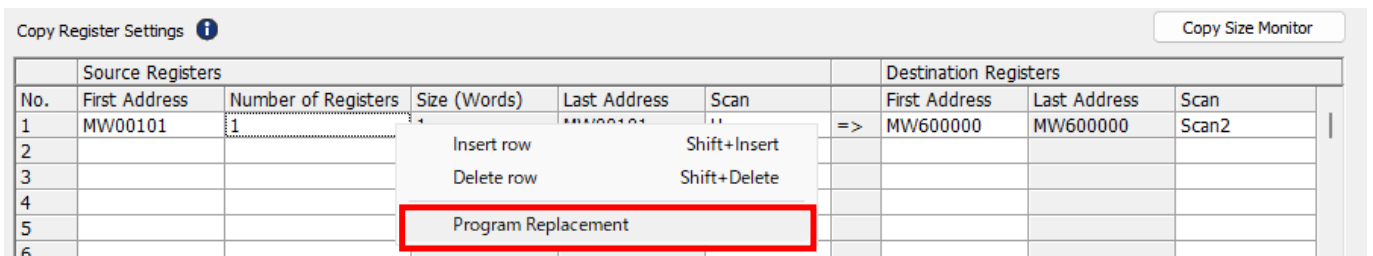 Copy Register Settings i Copy Size Monitor
Source Registers Destination Registers
No. First Address Number of Registers Size (Words) Last Address Scan First Address Last Address Scan
1 MW00101 1 => MW600000 MW600000 Scan2
2 Insert row Shift+Insert
3 Delete row Shift+Delete
4
5 Program Replacement
6